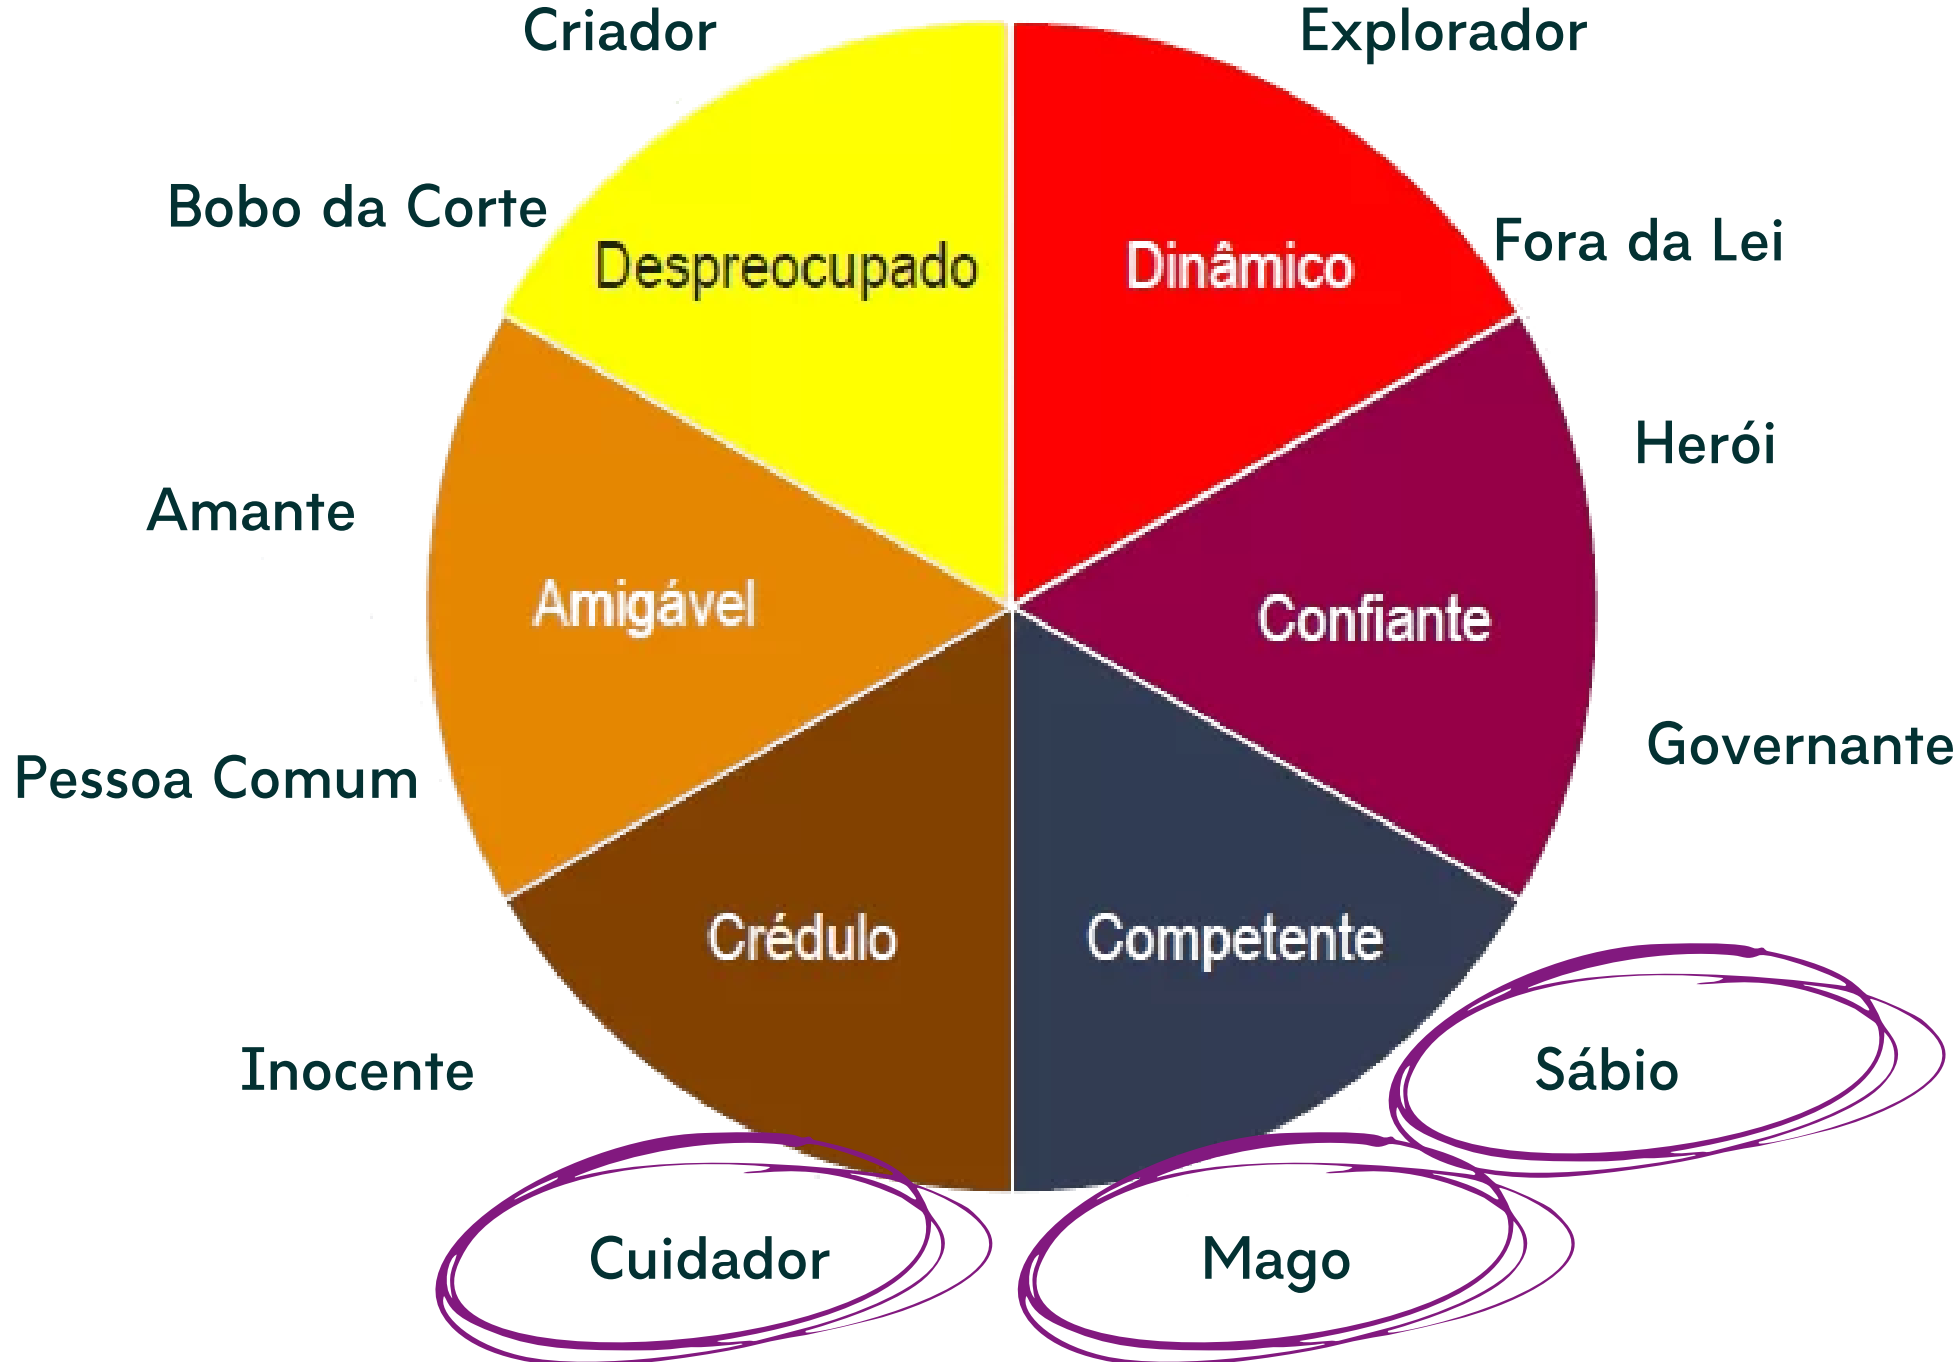 Criador
Explorador
Bobo da Corte
Fora da Lei
Despreocupado
Dinâmico
Herói
Amante
Amigável
Confiante
Governante
Pessoa Comum
Crédulo
Competente
Inocente
Sábio
Cuidador
Mago